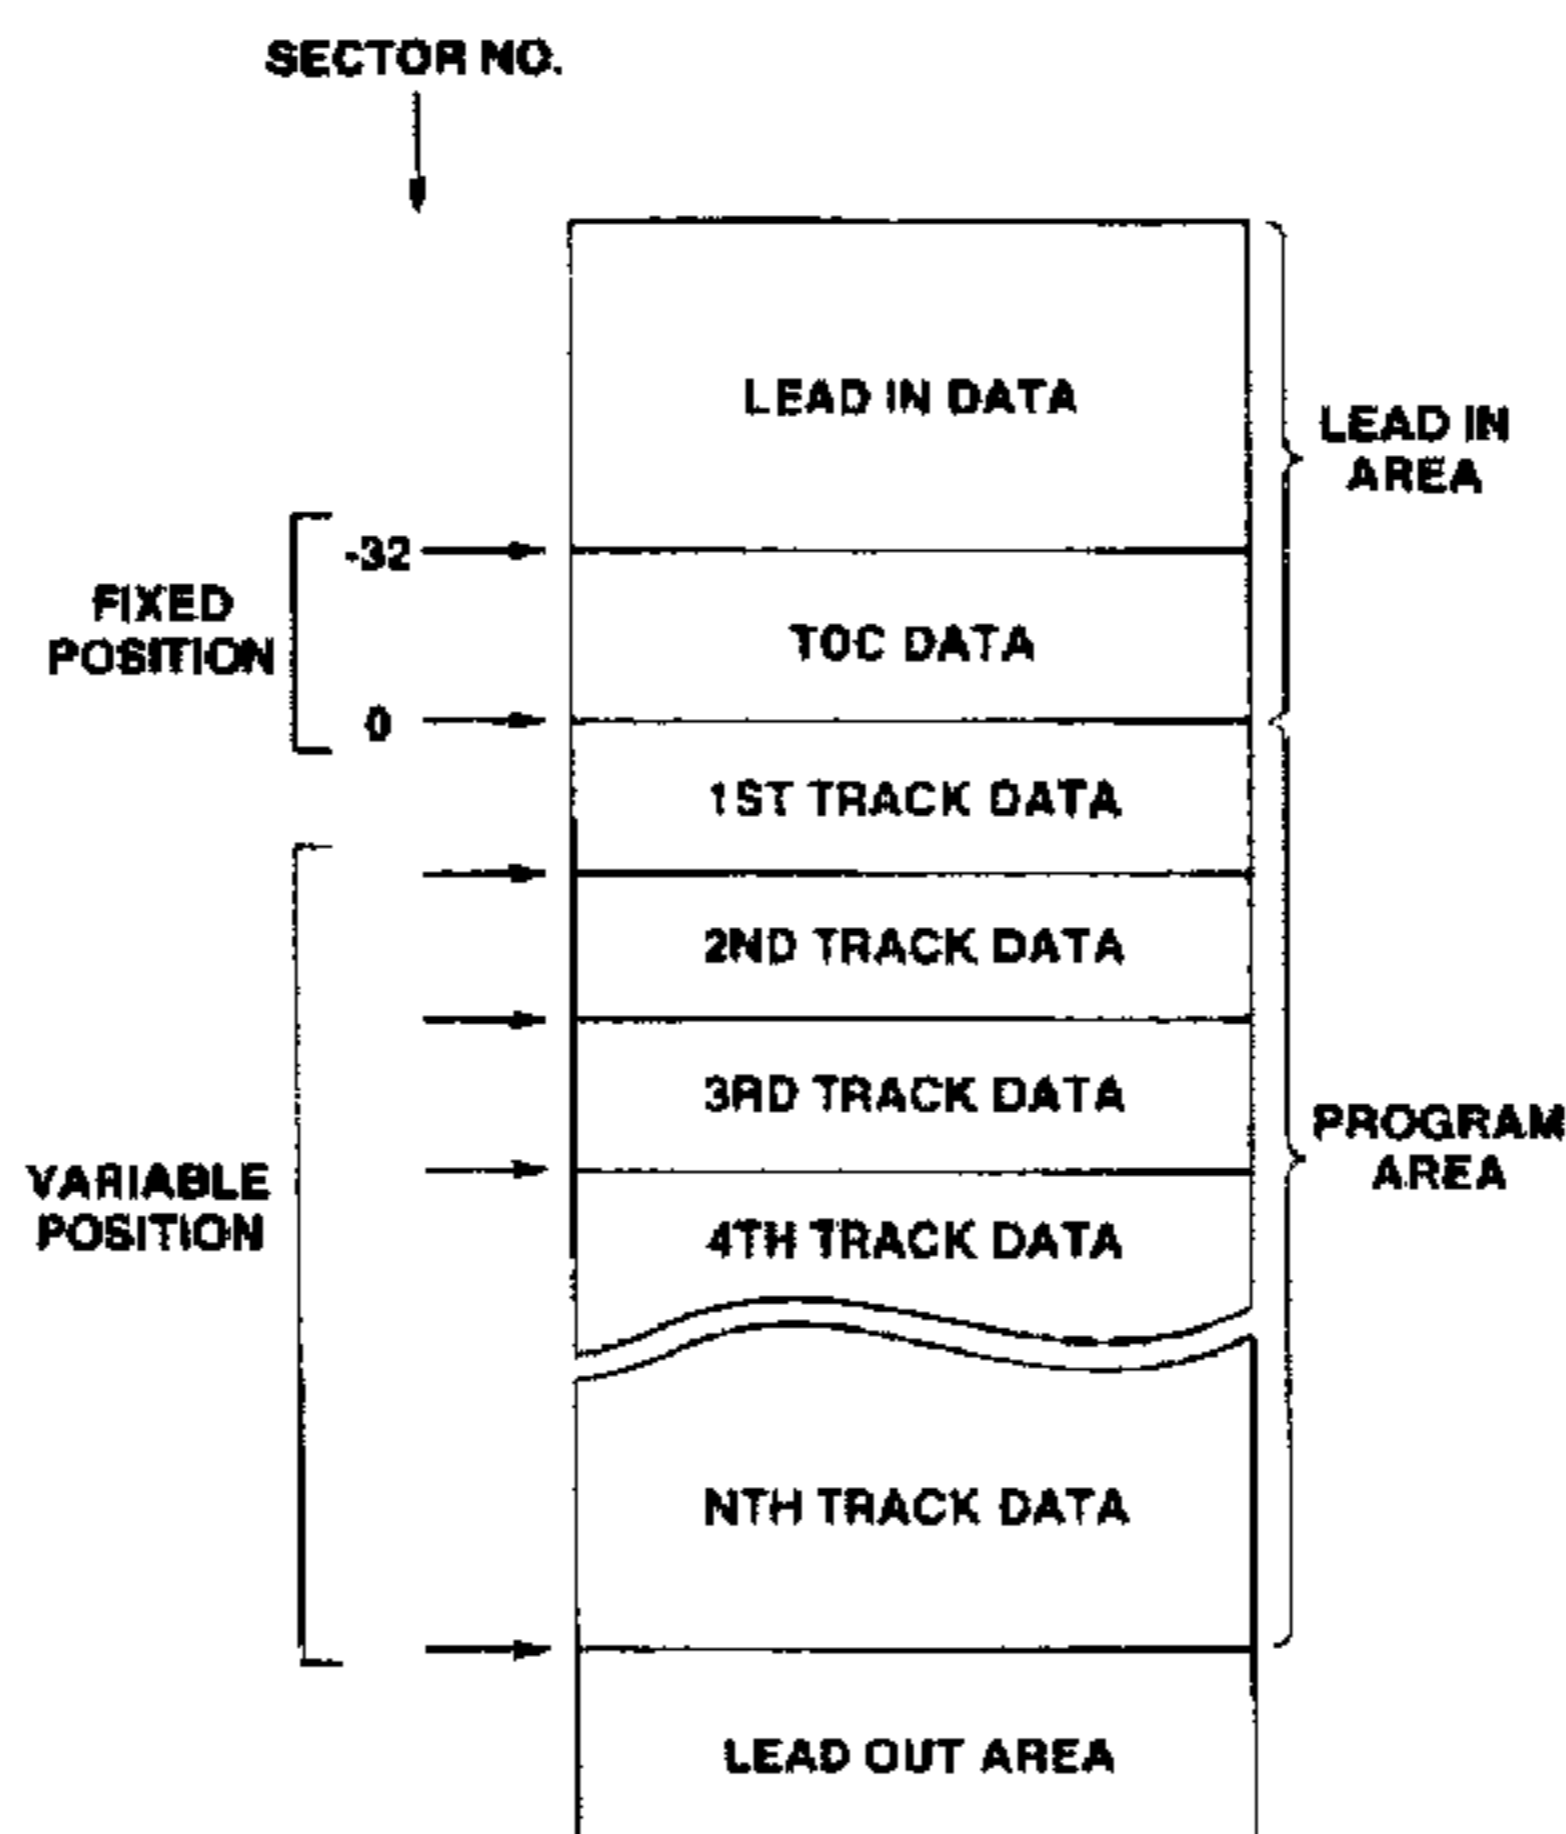 SECTOR NO.
LEAD IN DATA
LEAD IN
AREA
-32
FIXED
POSITION
TOC DATA
0
1ST TRACK DATA
2ND TRACK DATA
3RD TRACK DATA
PROGRAM
AREA
VARIABLE
POSITION
4TH TRACK DATA
NTH TRACK DATA
LEAD OUT AREA